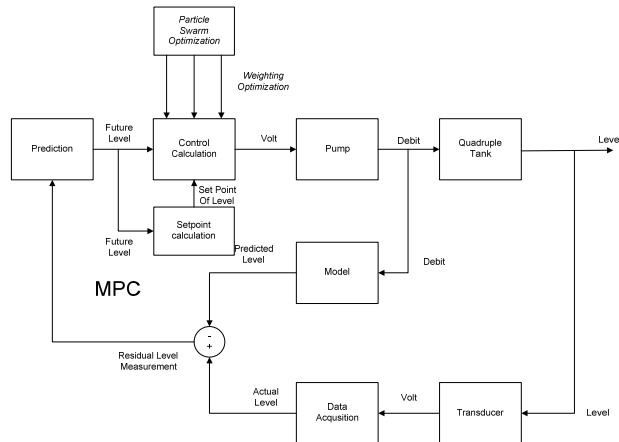 Particle
Swarm
Optimization
Weighting
Optimization
Future
Level
Volt
Debit
Leve
Prediction
Control
Calculation
Pump
Quadruple
Tank
Set Point
Of Level
Setpoint
calculation
Future
Level
Predicted
Level
Model
Debit
MPC
-
+
Residual Level
Measurement
Actual
Level
Data
Acqusition
Volt
Transducer
Level